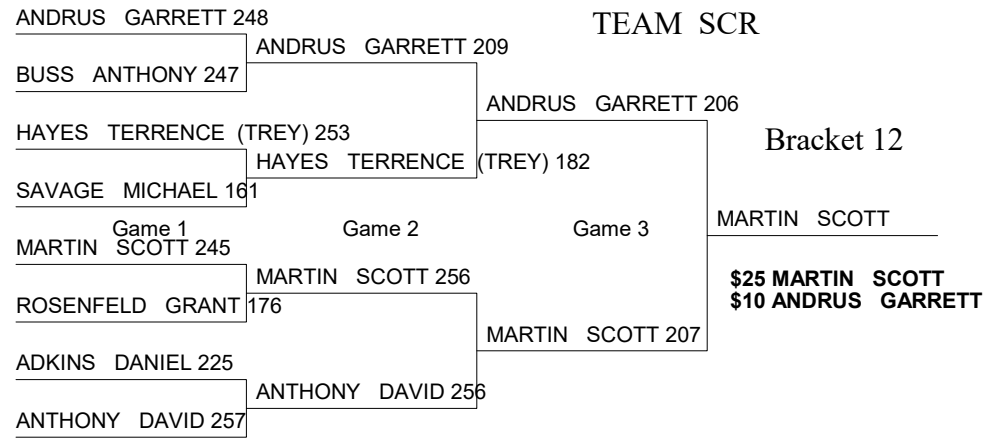 ANDRUS GARRETT 248
TEAM SCR
ANDRUS GARRETT 209
BUSS ANTHONY 247
ANDRUS GARRETT 206
HAYES TERRENCE (TREY) 253
Bracket 12
HAYES TERRENCE (TREY) 182
SAVAGE MICHAEL 161
Game 1
Game 2
Game 3
MARTIN SCOTT
MARTIN SCOTT 245
MARTIN SCOTT 256
$25 MARTIN SCOTT
$10 ANDRUS GARRETT
ROSENFELD GRANT 176
MARTIN SCOTT 207
ADKINS DANIEL 225
ANTHONY DAVID 256
ANTHONY DAVID 257